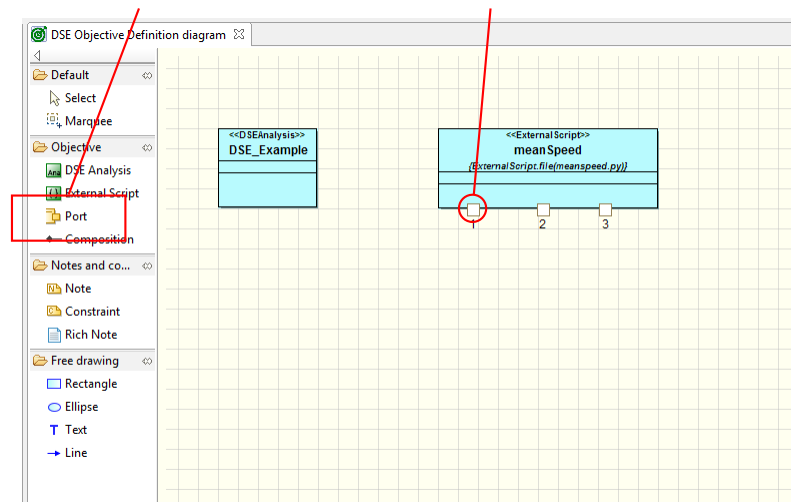 DSE Objective Definition diagram
Default
Select
Marquee
Objective
DSE Analysis
External Script
Port
Composition
Notes and co...
Note
Constraint
Rich Note
Free drawing
Rectangle
Ellipse
Text
Line
<<DSEAnalysis>>
DSE_Example
<<ExternalScript>>
meanSpeed
{ExternalScript.file(meanspeed.py)}
1 2 3